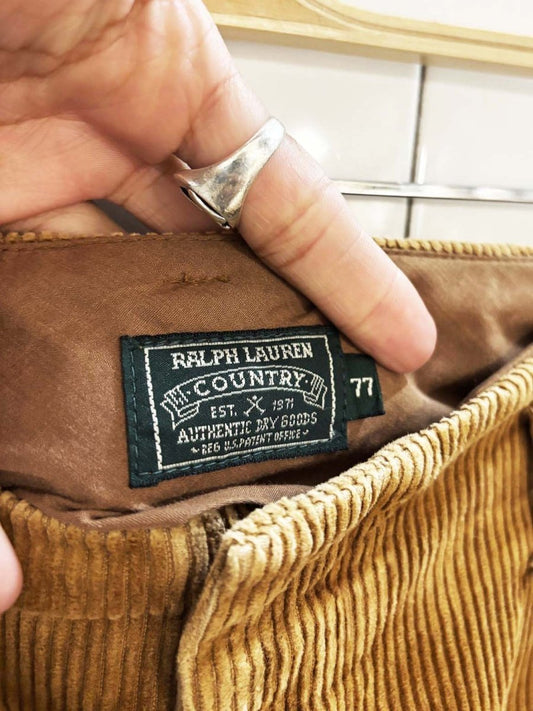 RALPH LAUREN
COUNTRY
EST. 1971
AUTHENTIC DRY GOODS
REG U.S. PATENT OFFICE
77